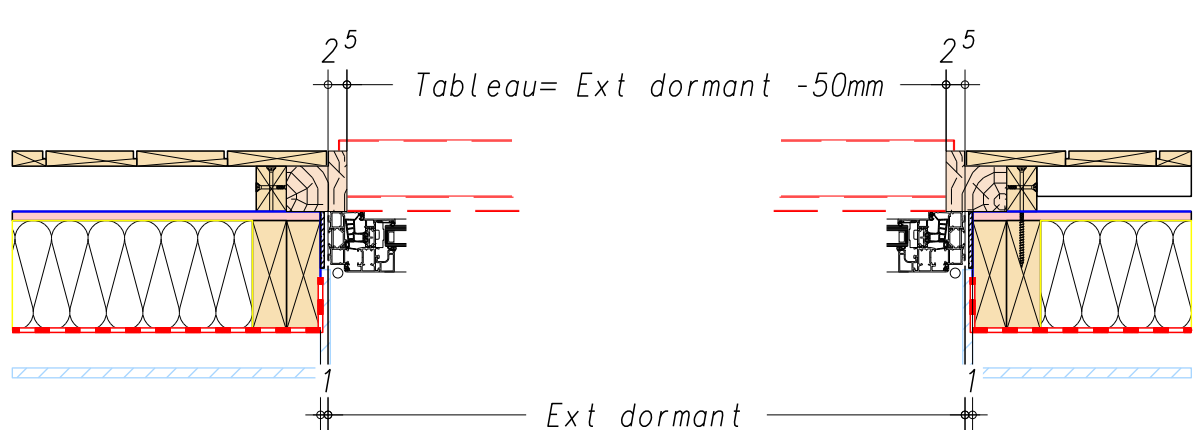 2⁵ 2⁵
Tableau= Ext dormant -50mm
1 1
Ext dormant